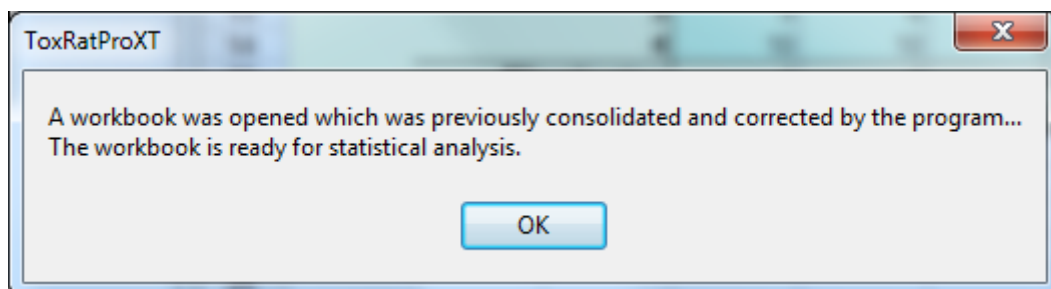 ToxRatProXT
A workbook was opened which was previously consolidated and corrected by the program...
The workbook is ready for statistical analysis.
OK